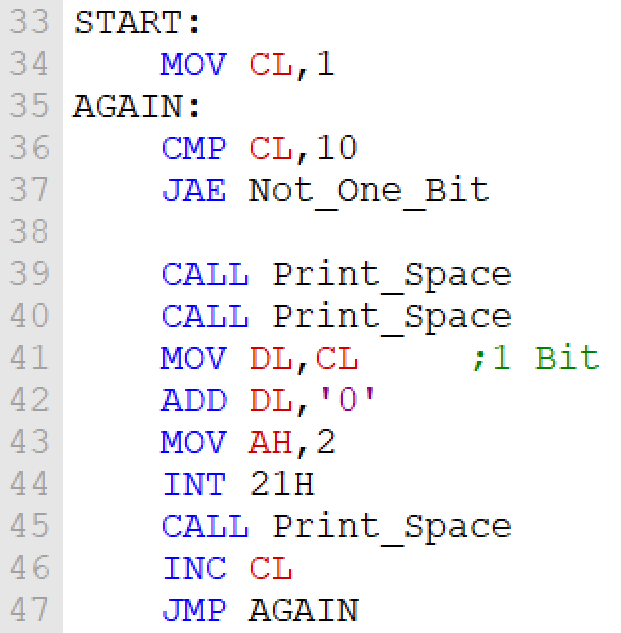 33 START:
34 MOV CL,1
35 AGAIN:
36 CMP CL,10
37 JAE Not_One_Bit
38
39 CALL Print_Space
40 CALL Print_Space
41 MOV DL,CL ;1 Bit
42 ADD DL,'0'
43 MOV AH,2
44 INT 21H
45 CALL Print_Space
46 INC CL
47 JMP AGAIN